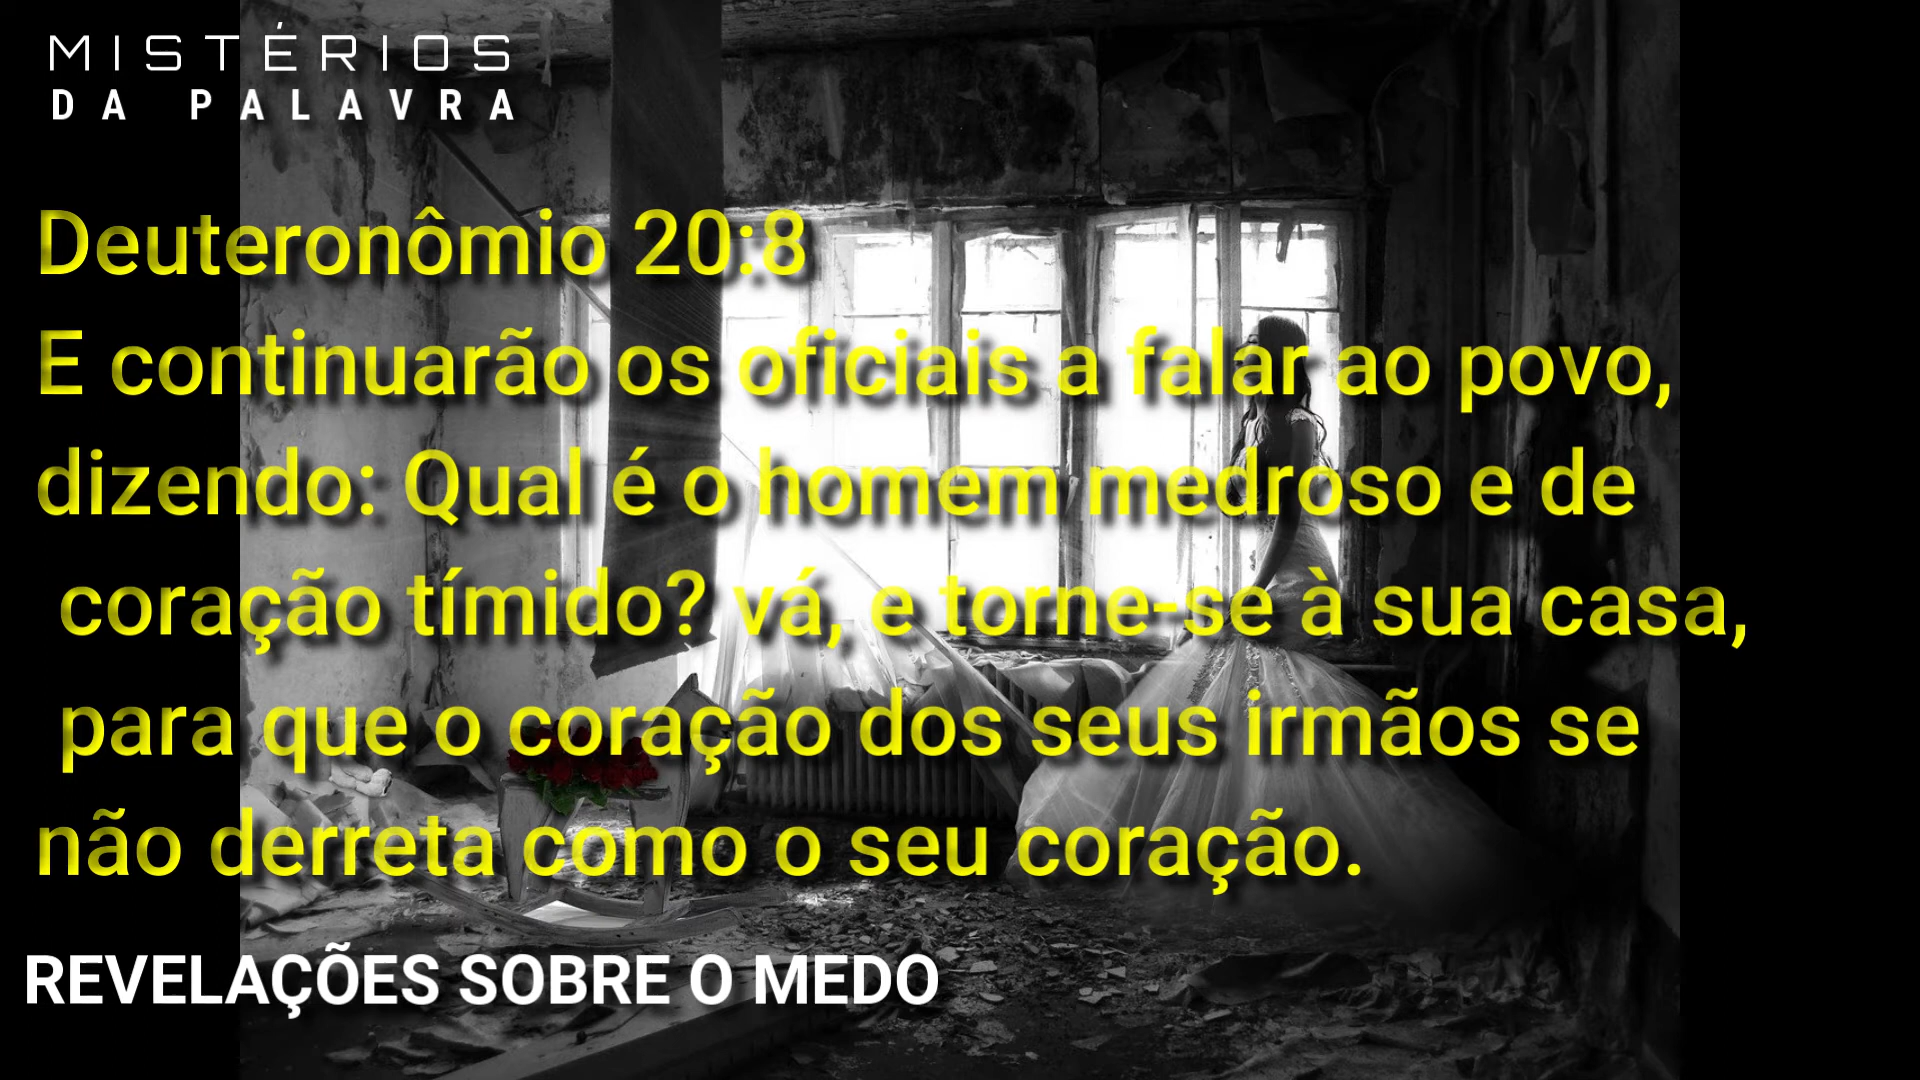 MISTÉRIOS
DA PALAVRA
Deuteronômio 20:8
E continuarão os oficiais a falar ao povo,
dizendo: Qual é o homem medroso e de
coração tímido? vá, e torne-se à sua casa,
para que o coração dos seus irmãos se
não derreta como o seu coração.
REVELAÇÕES SOBRE O MEDO